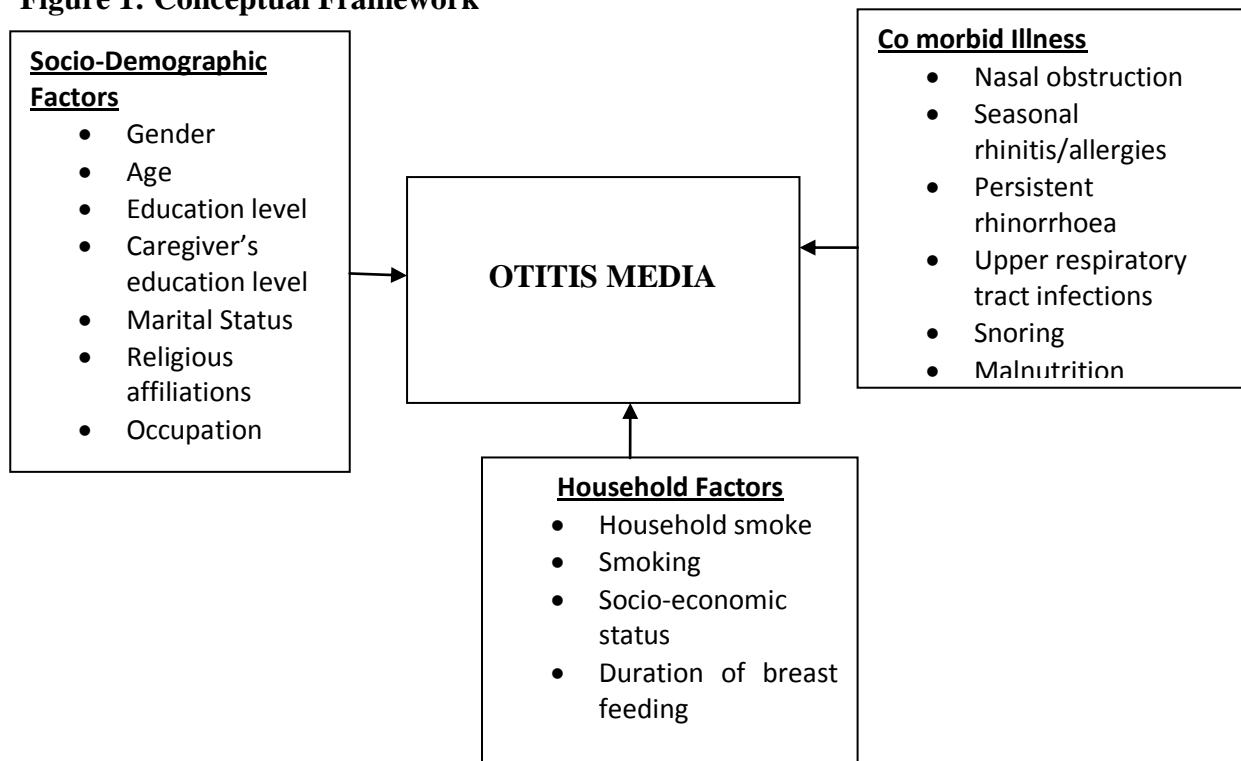 Figure 1: Conceptual Framework
Socio-Demographic
Factors
• Gender
• Age
• Education level
• Caregiver's
education level
• Marital Status
• Religious
affiliations
• Occupation
OTITIS MEDIA
Co morbid Illness
• Nasal obstruction
• Seasonal
rhinitis/allergies
• Persistent
rhinorrhoea
• Upper respiratory
tract infections
• Snoring
• Malnutrition
Household Factors
• Household smoke
• Smoking
• Socio-economic
status
• Duration of breast
feeding